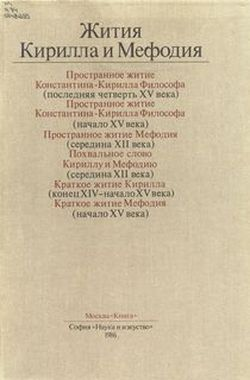 Жития
Кирилла и Мефодия
Пространное житие
Константина-Кирилла Философа
(последняя четверть XV века)
Пространное житие
Константина-Кирилла Философа
(начало XV века)
Пространное житие Мефодия
(середина XII века)
Похвальное слово
Кириллу и Мефодию
(середина XII века)
Краткое житие Кирилла
(конец XIV–начало XV века)
Краткое житие Мефодия
(начало XV века)
Москва «Книга»
София «Наука и изкуство»
1986